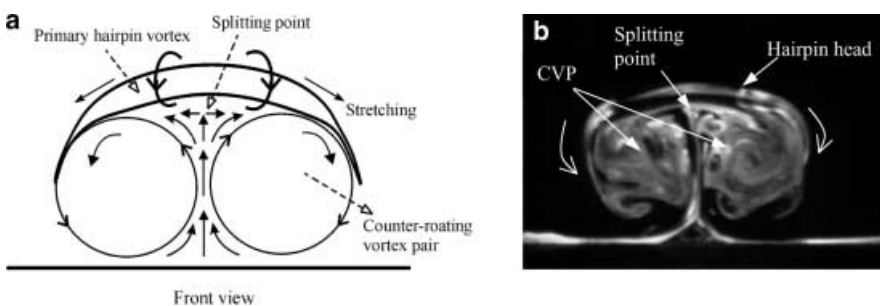 a
Splitting point
Primary hairpin vortex
Stretching
Counter-roating
vortex pair
Front view
b
Splitting
point
Hairpin head
CVP